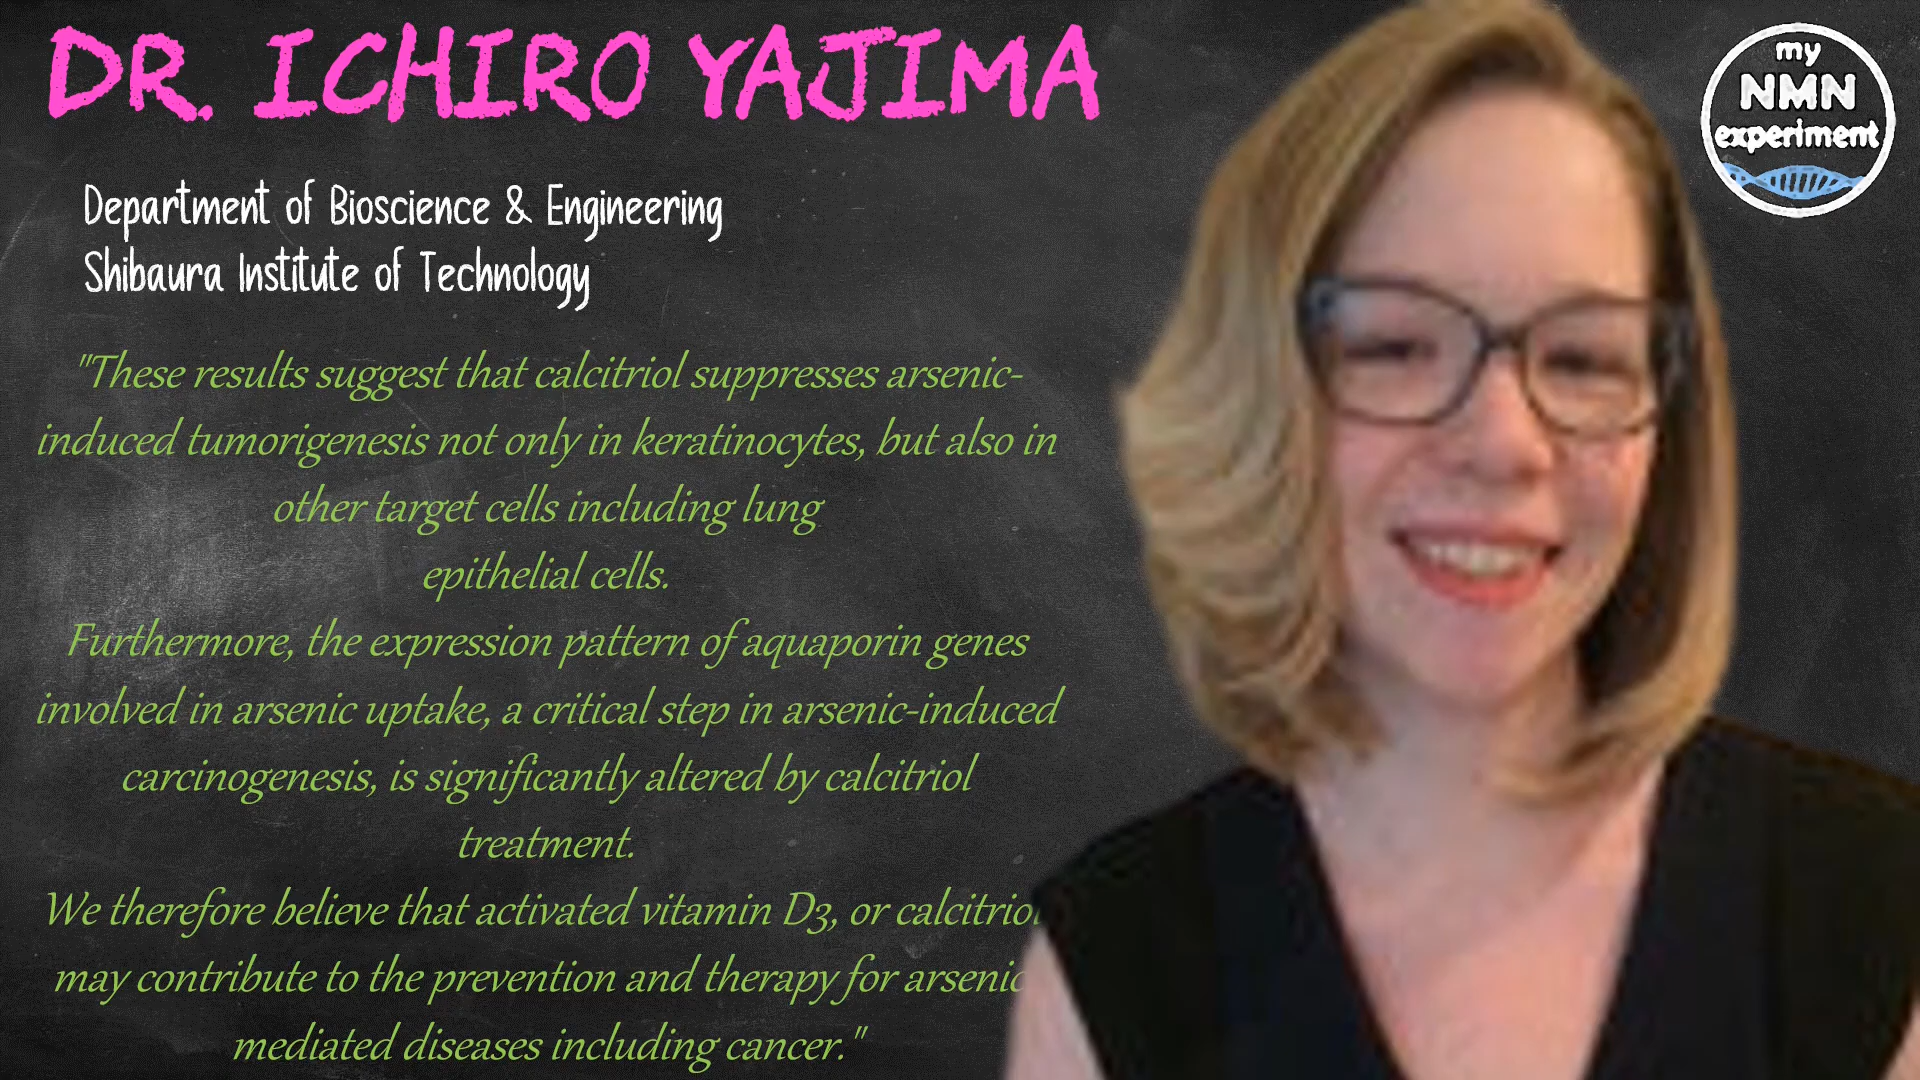 DR. ICHIRO YAJIMA
my
NMN
experiment
Department of Bioscience & Engineering
Shibaura Institute of Technology
"These results suggest that calcitriol suppresses arsenic-
induced tumorigenesis not only in keratinocytes, but also in
other target cells including lung
epithelial cells.
Furthermore, the expression pattern of aquaporin genes
involved in arsenic uptake, a critical step in arsenic-induced
carcinogenesis, is significantly altered by calcitriol
treatment.
We therefore believe that activated vitamin D3, or calcitriol
may contribute to the prevention and therapy for arsenic
mediated diseases including cancer."